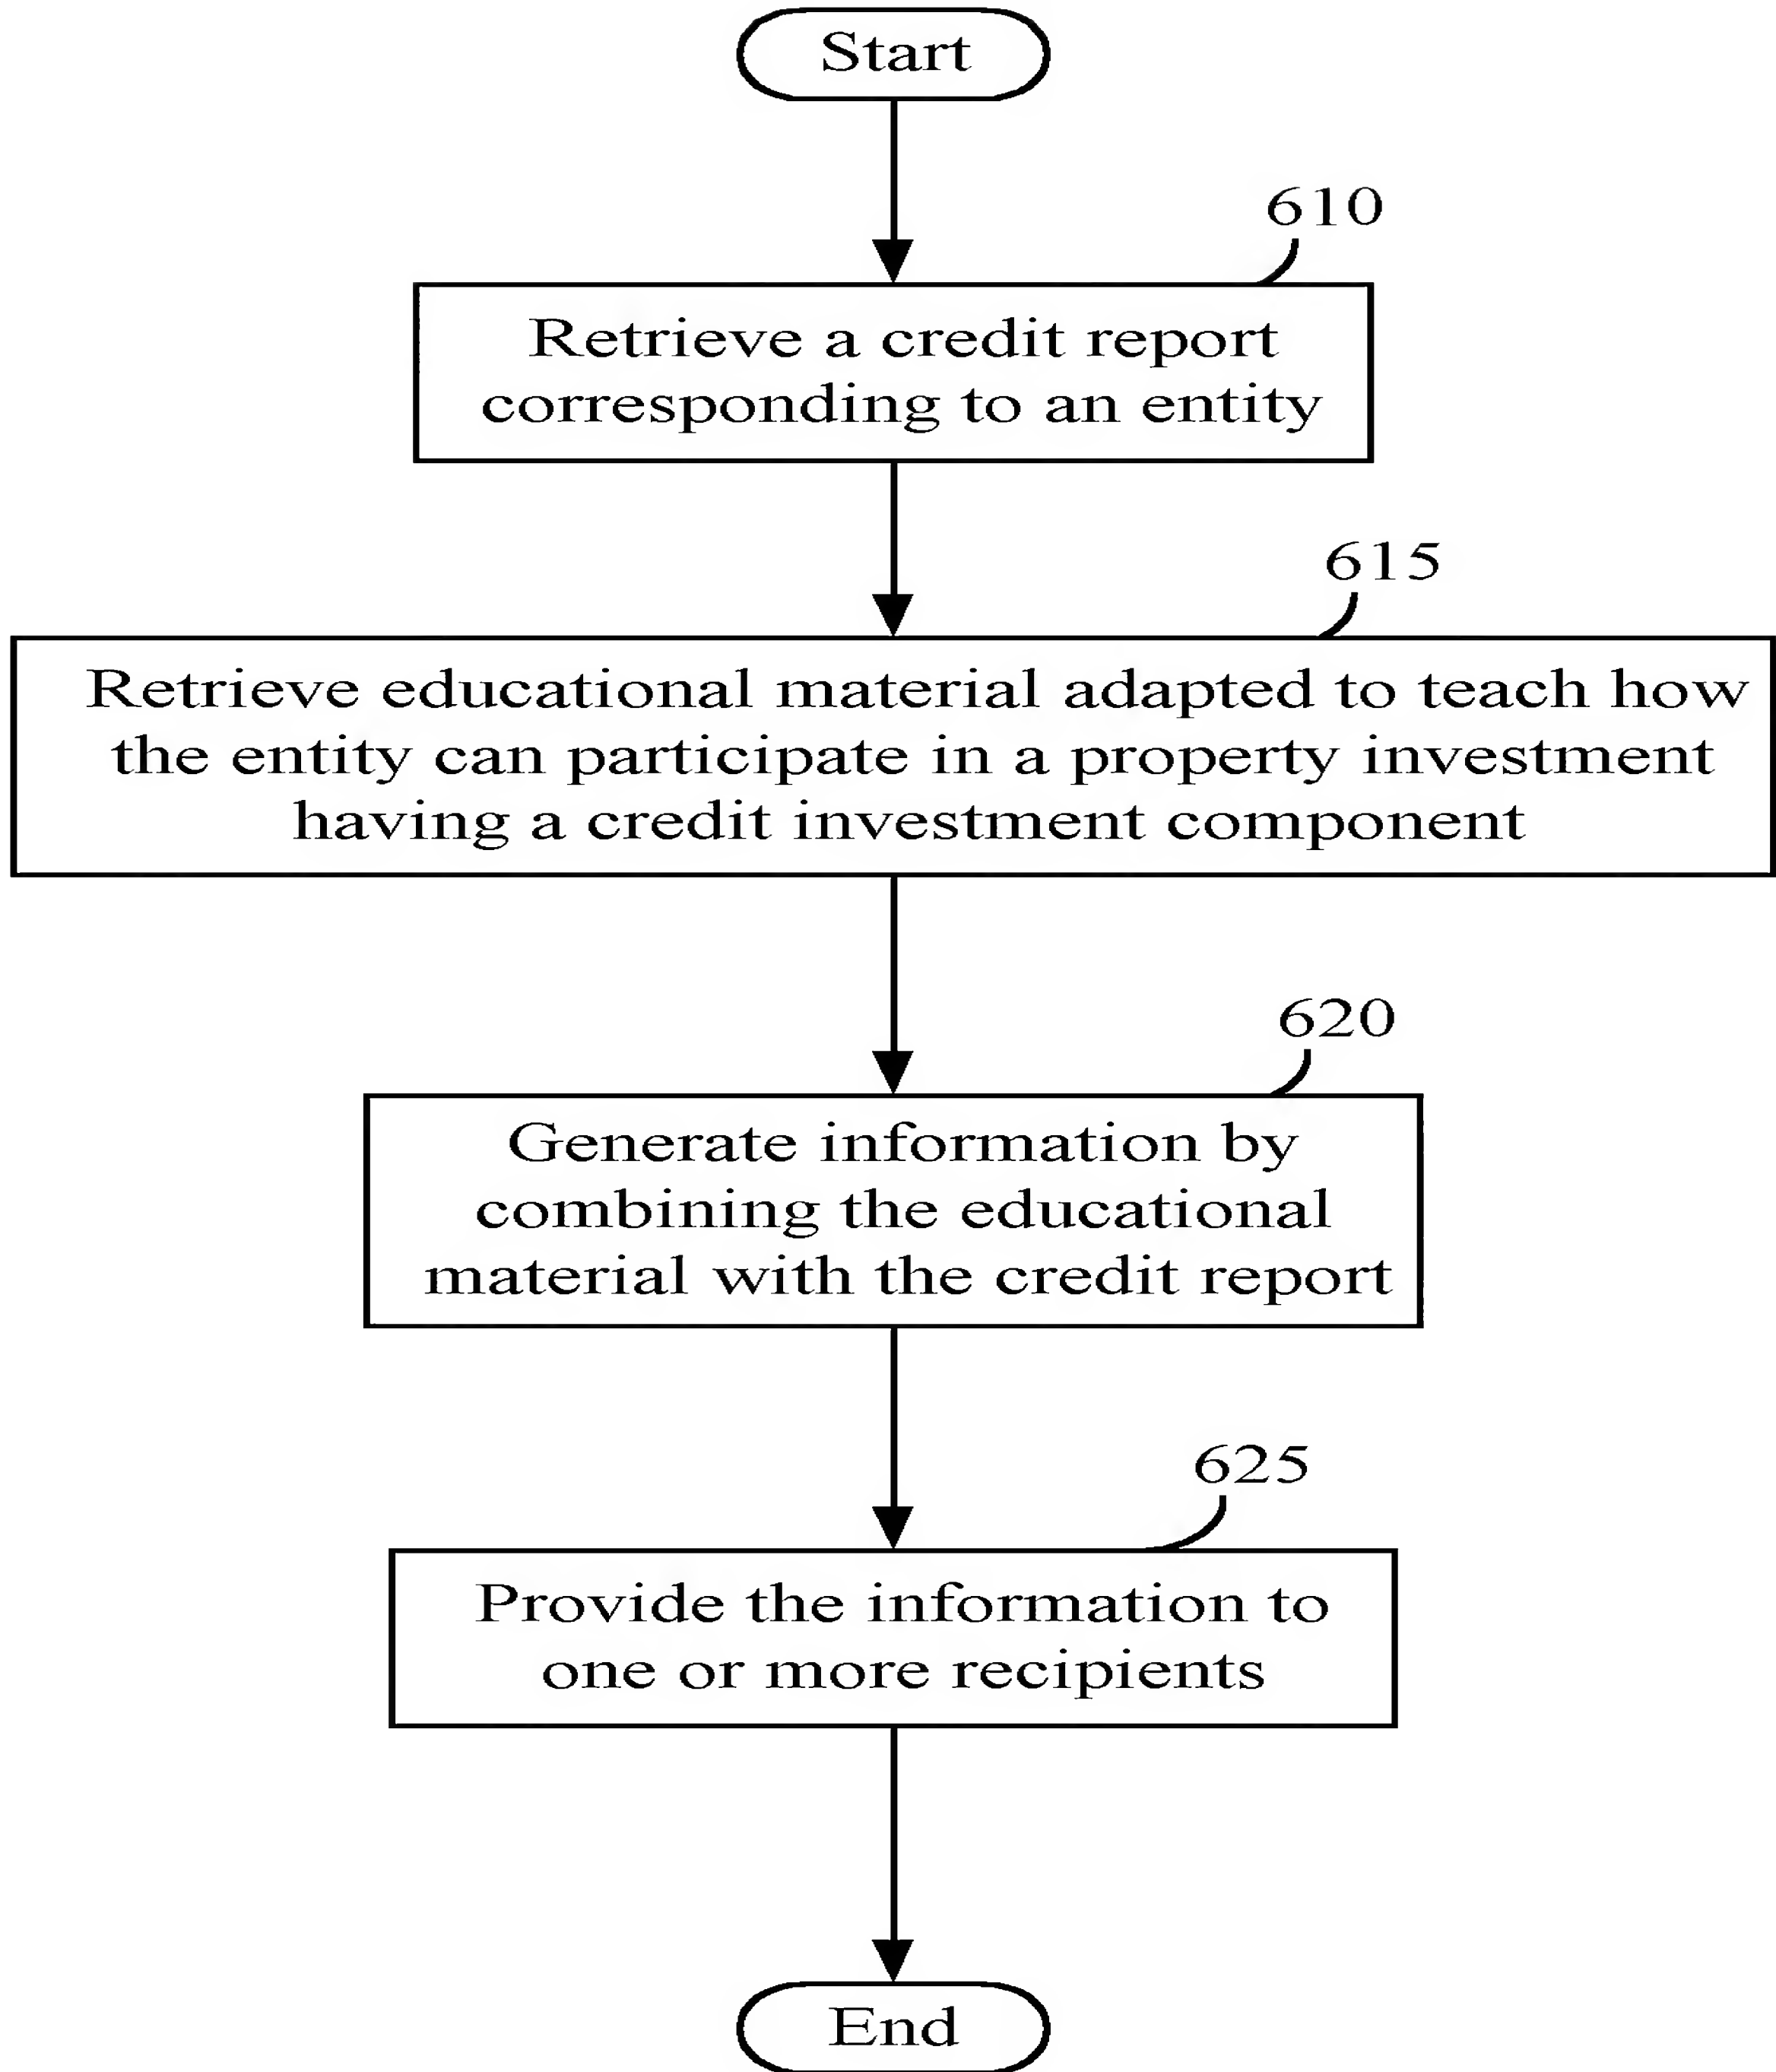 Start
610
Retrieve a credit report
corresponding to an entity
615
Retrieve educational material adapted to teach how
the entity can participate in a property investment
having a credit investment component
620
Generate information by
combining the educational
material with the credit report
625
Provide the information to
one or more recipients
End